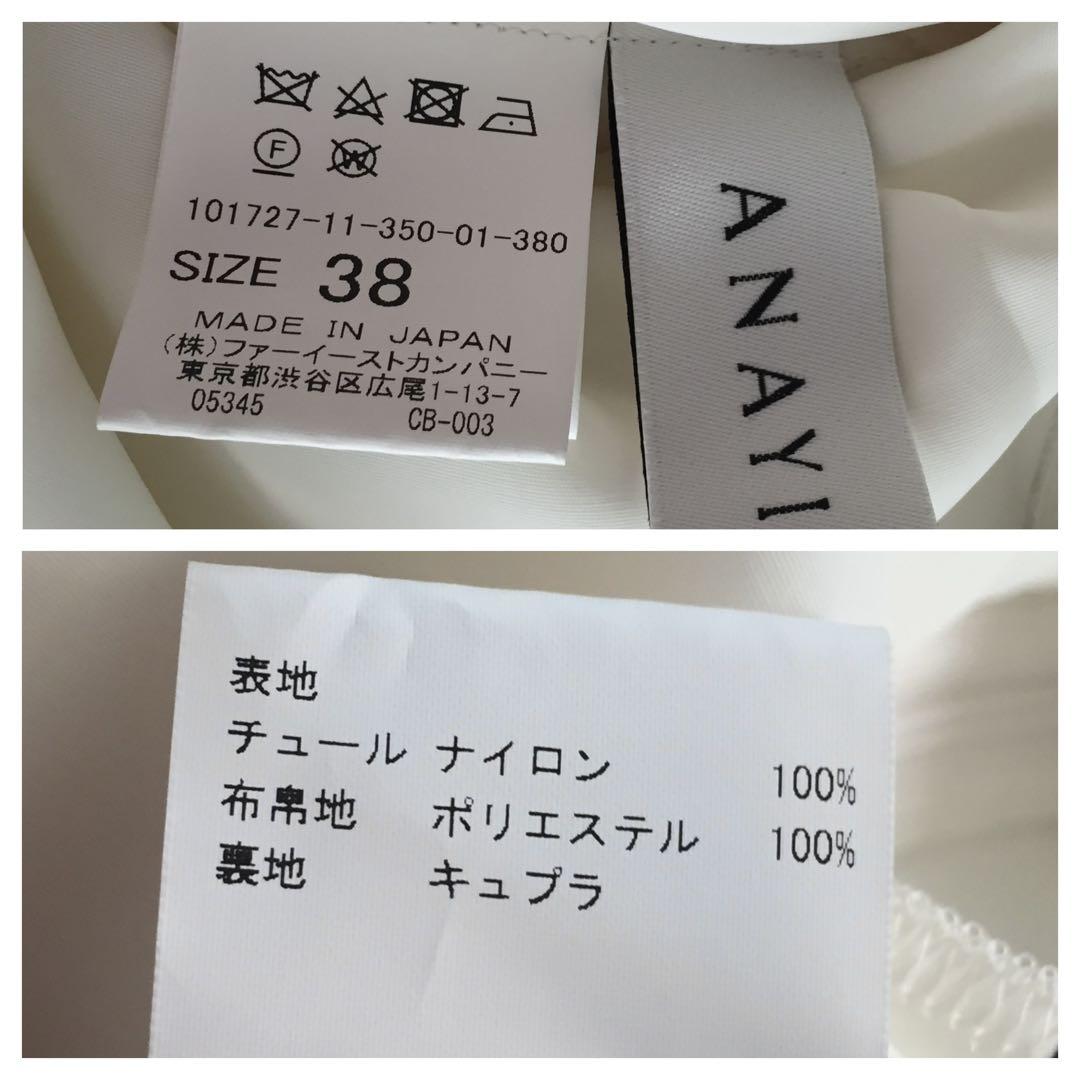 F
W
101727-11-350-01-380
SIZE 38
MADE IN JAPAN
(株)ファーイーストカンパニー
東京都渋谷区広尾1-13-7
05345 CB-003
ANAYI
表地
チュール ナイロン 100%
布帛地 ポリエステル 100%
裏地 キュプラ